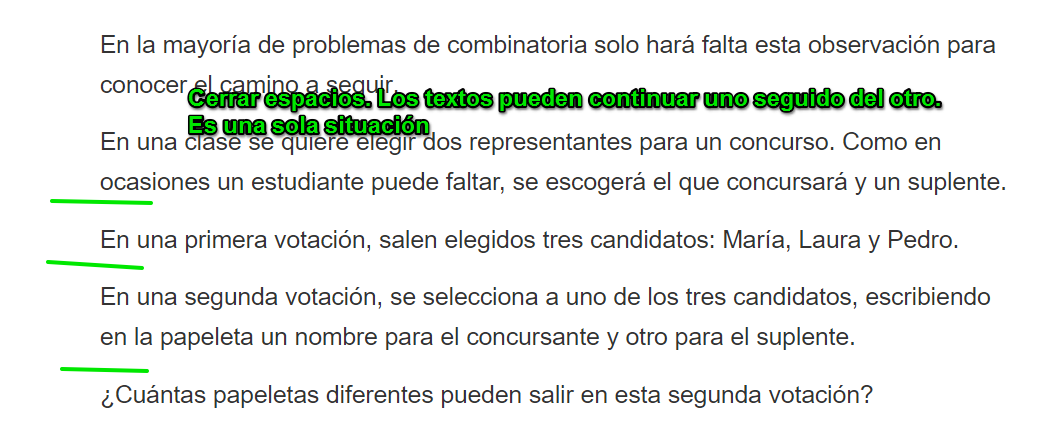 En la mayoría de problemas de combinatoria solo hará falta esta observación para
conocer el camino a seguir.
Cerrar espacios. Los textos pueden continuar uno seguido del otro.
Es una sola situación
En una clase se quiere elegir dos representantes para un concurso. Como en
ocasiones un estudiante puede faltar, se escogerá el que concursará y un suplente.
En una primera votación, salen elegidos tres candidatos: María, Laura y Pedro.
En una segunda votación, se selecciona a uno de los tres candidatos, escribiendo
en la papeleta un nombre para el concursante y otro para el suplente.
¿Cuántas papeletas diferentes pueden salir en esta segunda votación?